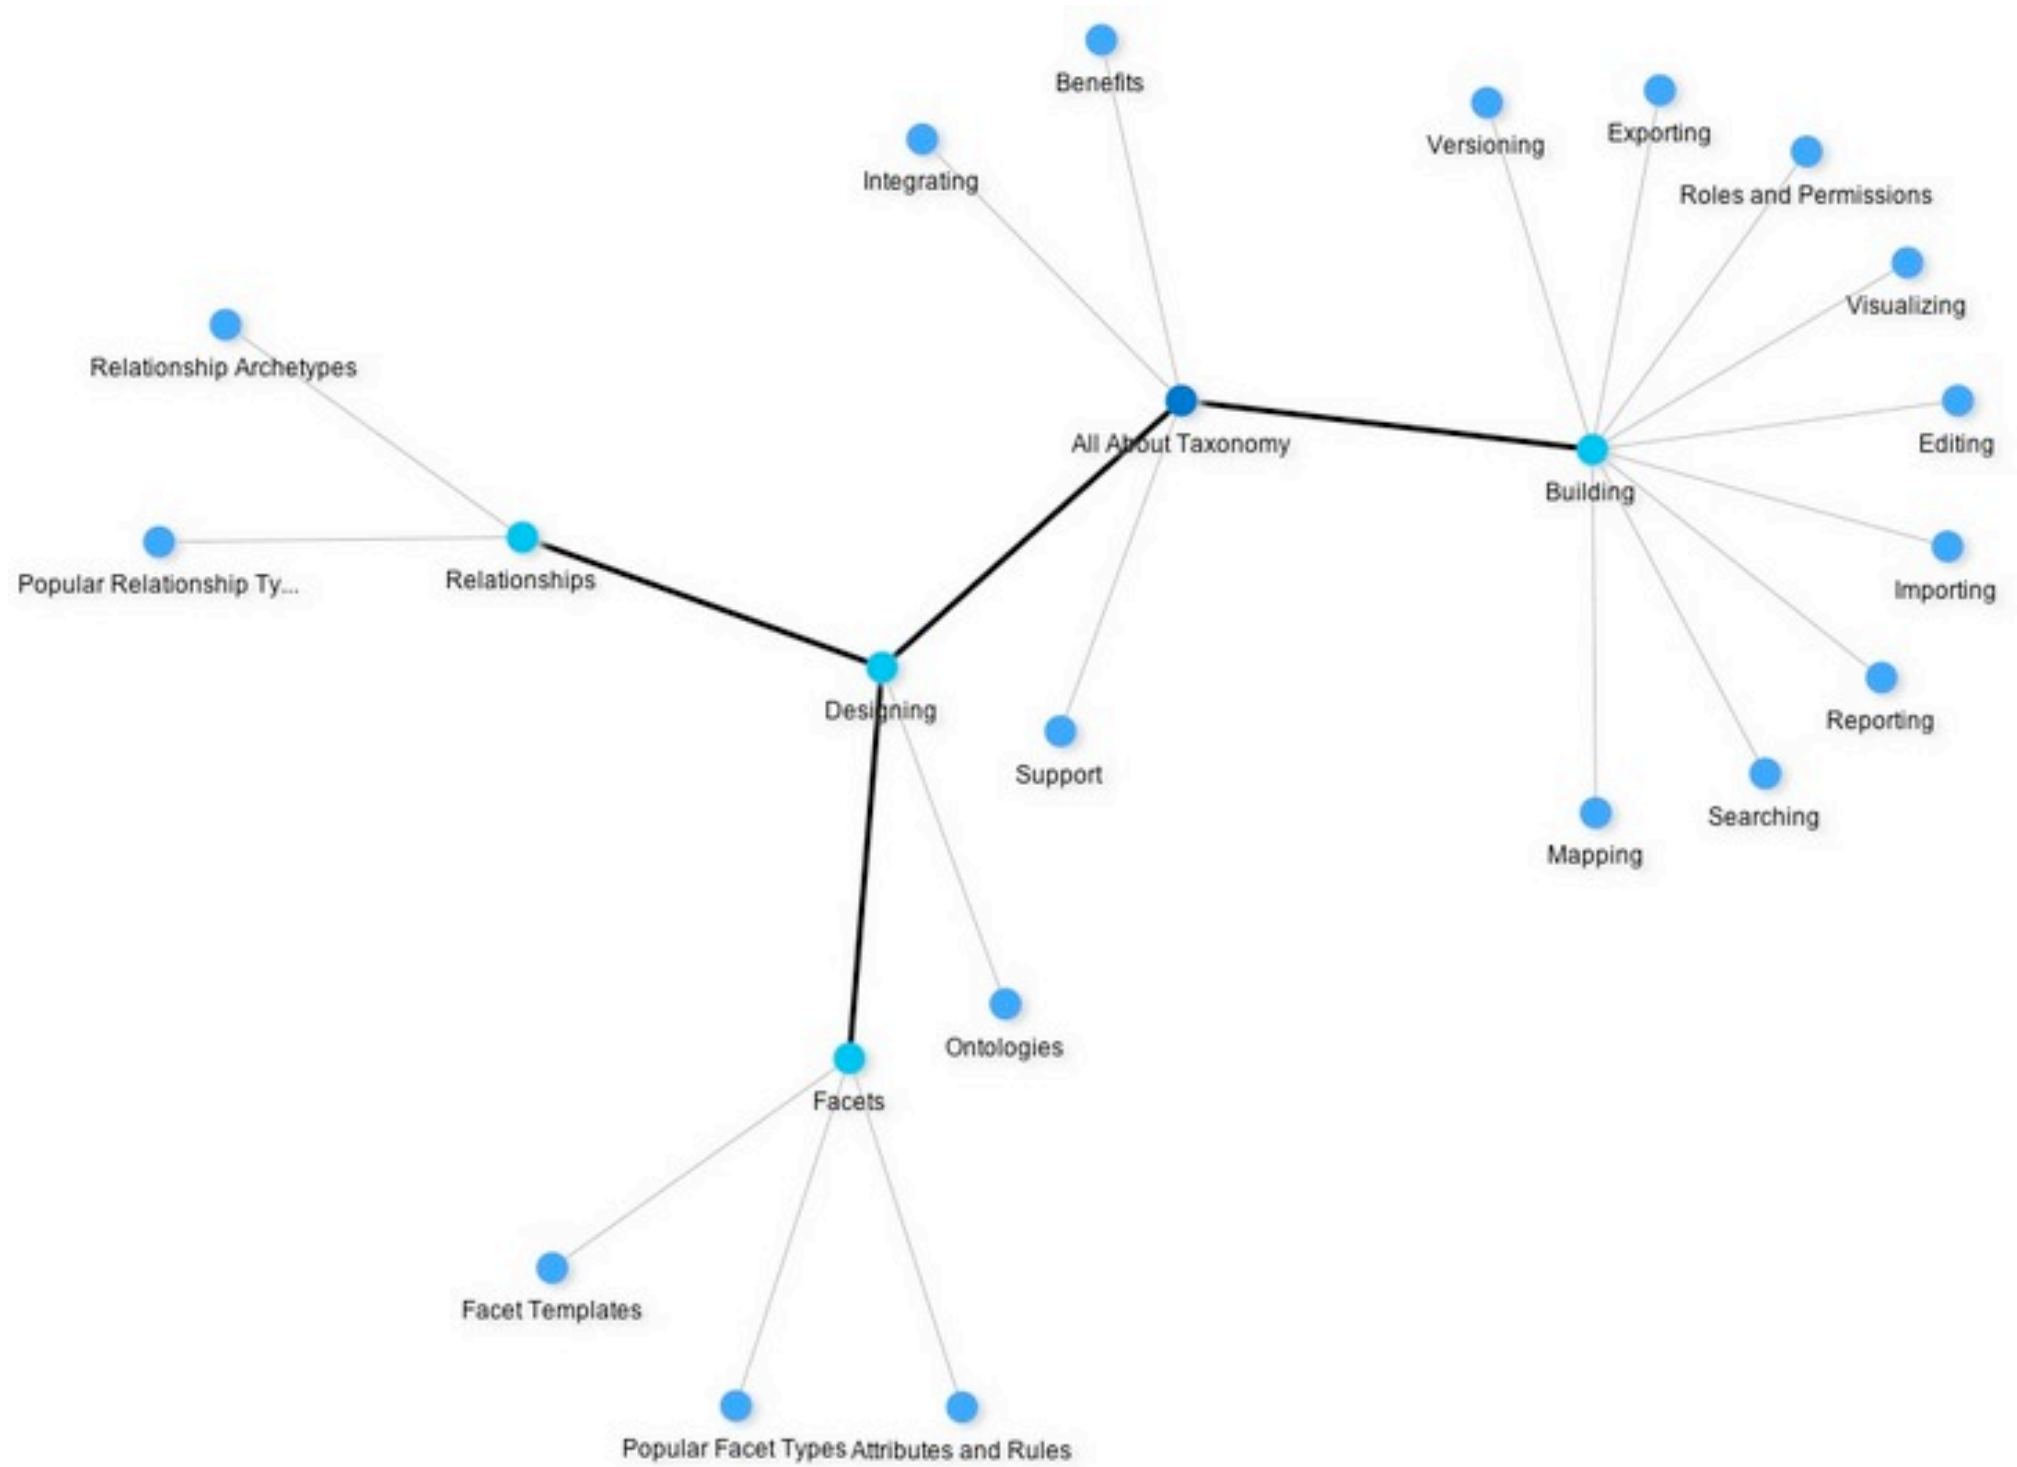 Benefits
Versioning
Exporting
Integrating
Roles and Permissions
Visualizing
Relationship Archetypes
All About Taxonomy
Editing
Building
Popular Relationship Ty...
Relationships
Importing
Designing
Reporting
Support
Searching
Mapping
Ontologies
Facets
Facet Templates
Popular Facet Types
Attributes and Rules